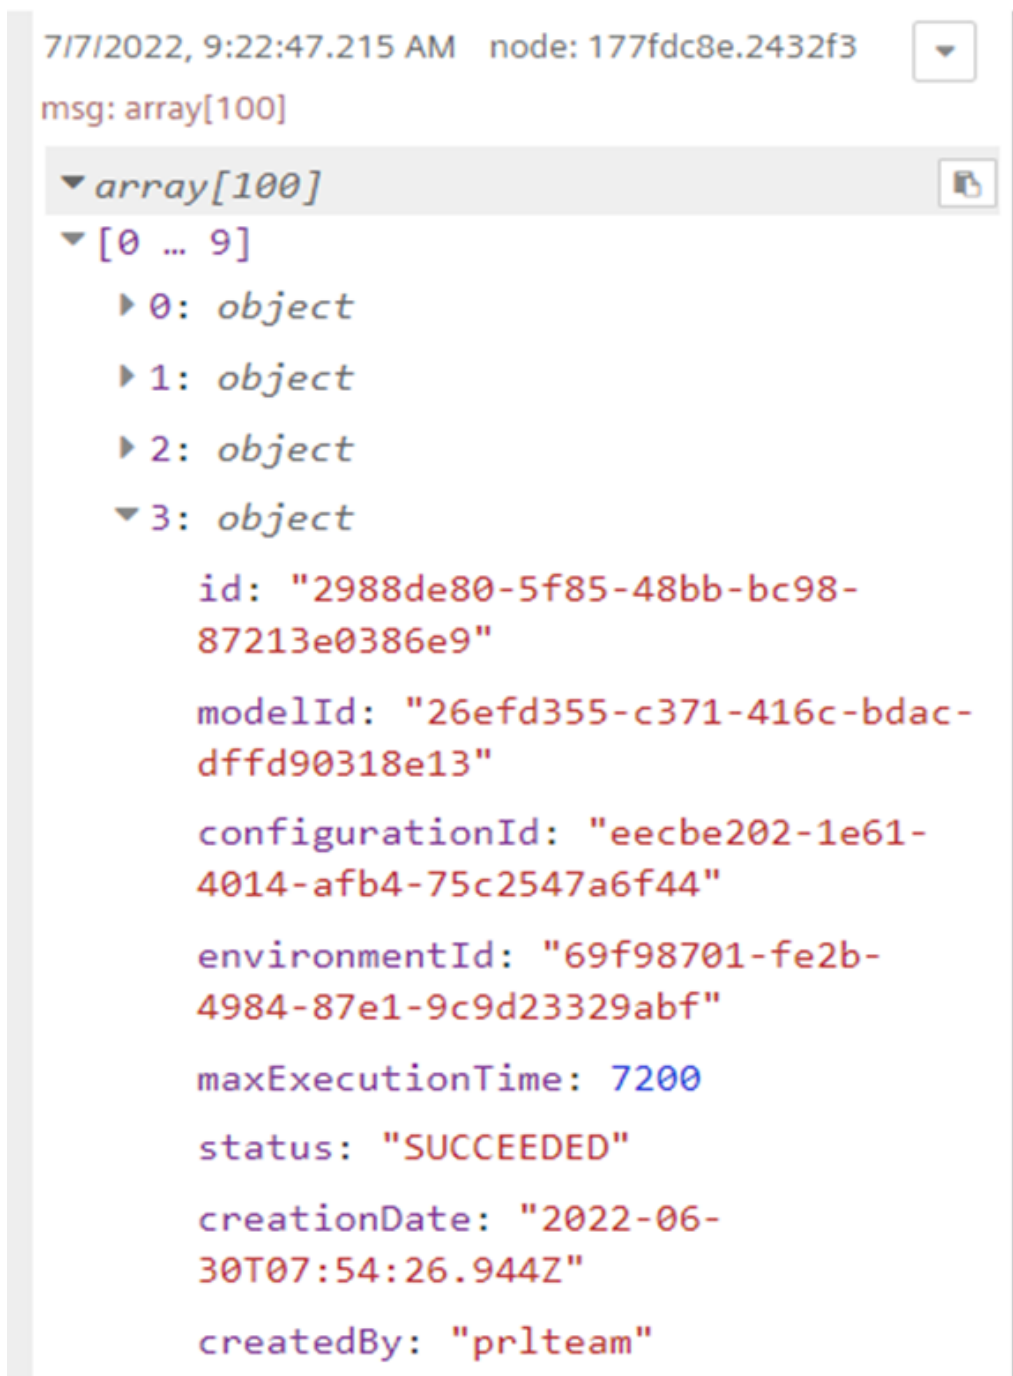 7/7/2022, 9:22:47.215 AM node: 177fdc8e.2432f3
msg: array[100]
array[100]
[0 … 9]
0: object
1: object
2: object
3: object
id: "2988de80-5f85-48bb-bc98-
87213e0386e9"
modelId: "26efd355-c371-416c-bdac-
dffd90318e13"
configurationId: "eecbe202-1e61-
4014-afb4-75c2547a6f44"
environmentId: "69f98701-fe2b-
4984-87e1-9c9d23329abf"
maxExecutionTime: 7200
status: "SUCCEEDED"
creationDate: "2022-06-
30T07:54:26.944Z"
createdBy: "prlteam"